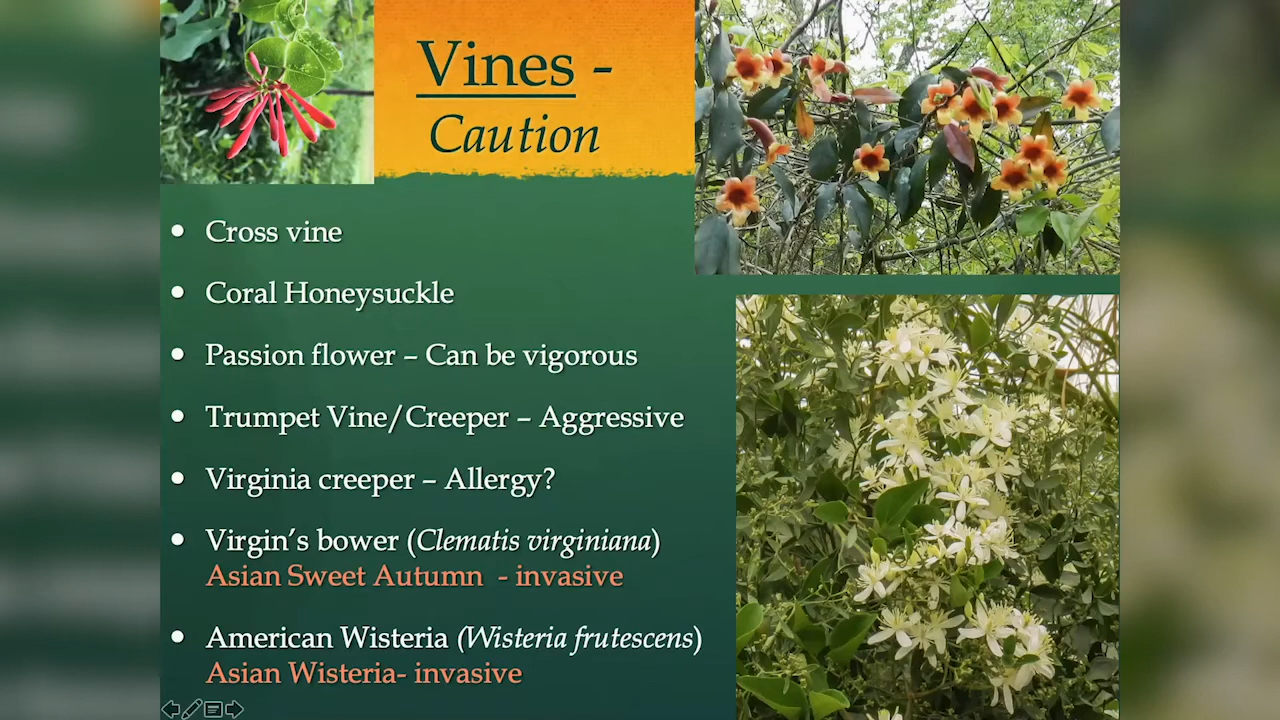 Vines -
Caution
• Cross vine
• Coral Honeysuckle
• Passion flower – Can be vigorous
• Trumpet Vine/Creeper – Aggressive
• Virginia creeper – Allergy?
• Virgin’s bower (Clematis virginiana)
Asian Sweet Autumn - invasive
• American Wisteria (Wisteria frutescens)
Asian Wisteria- invasive